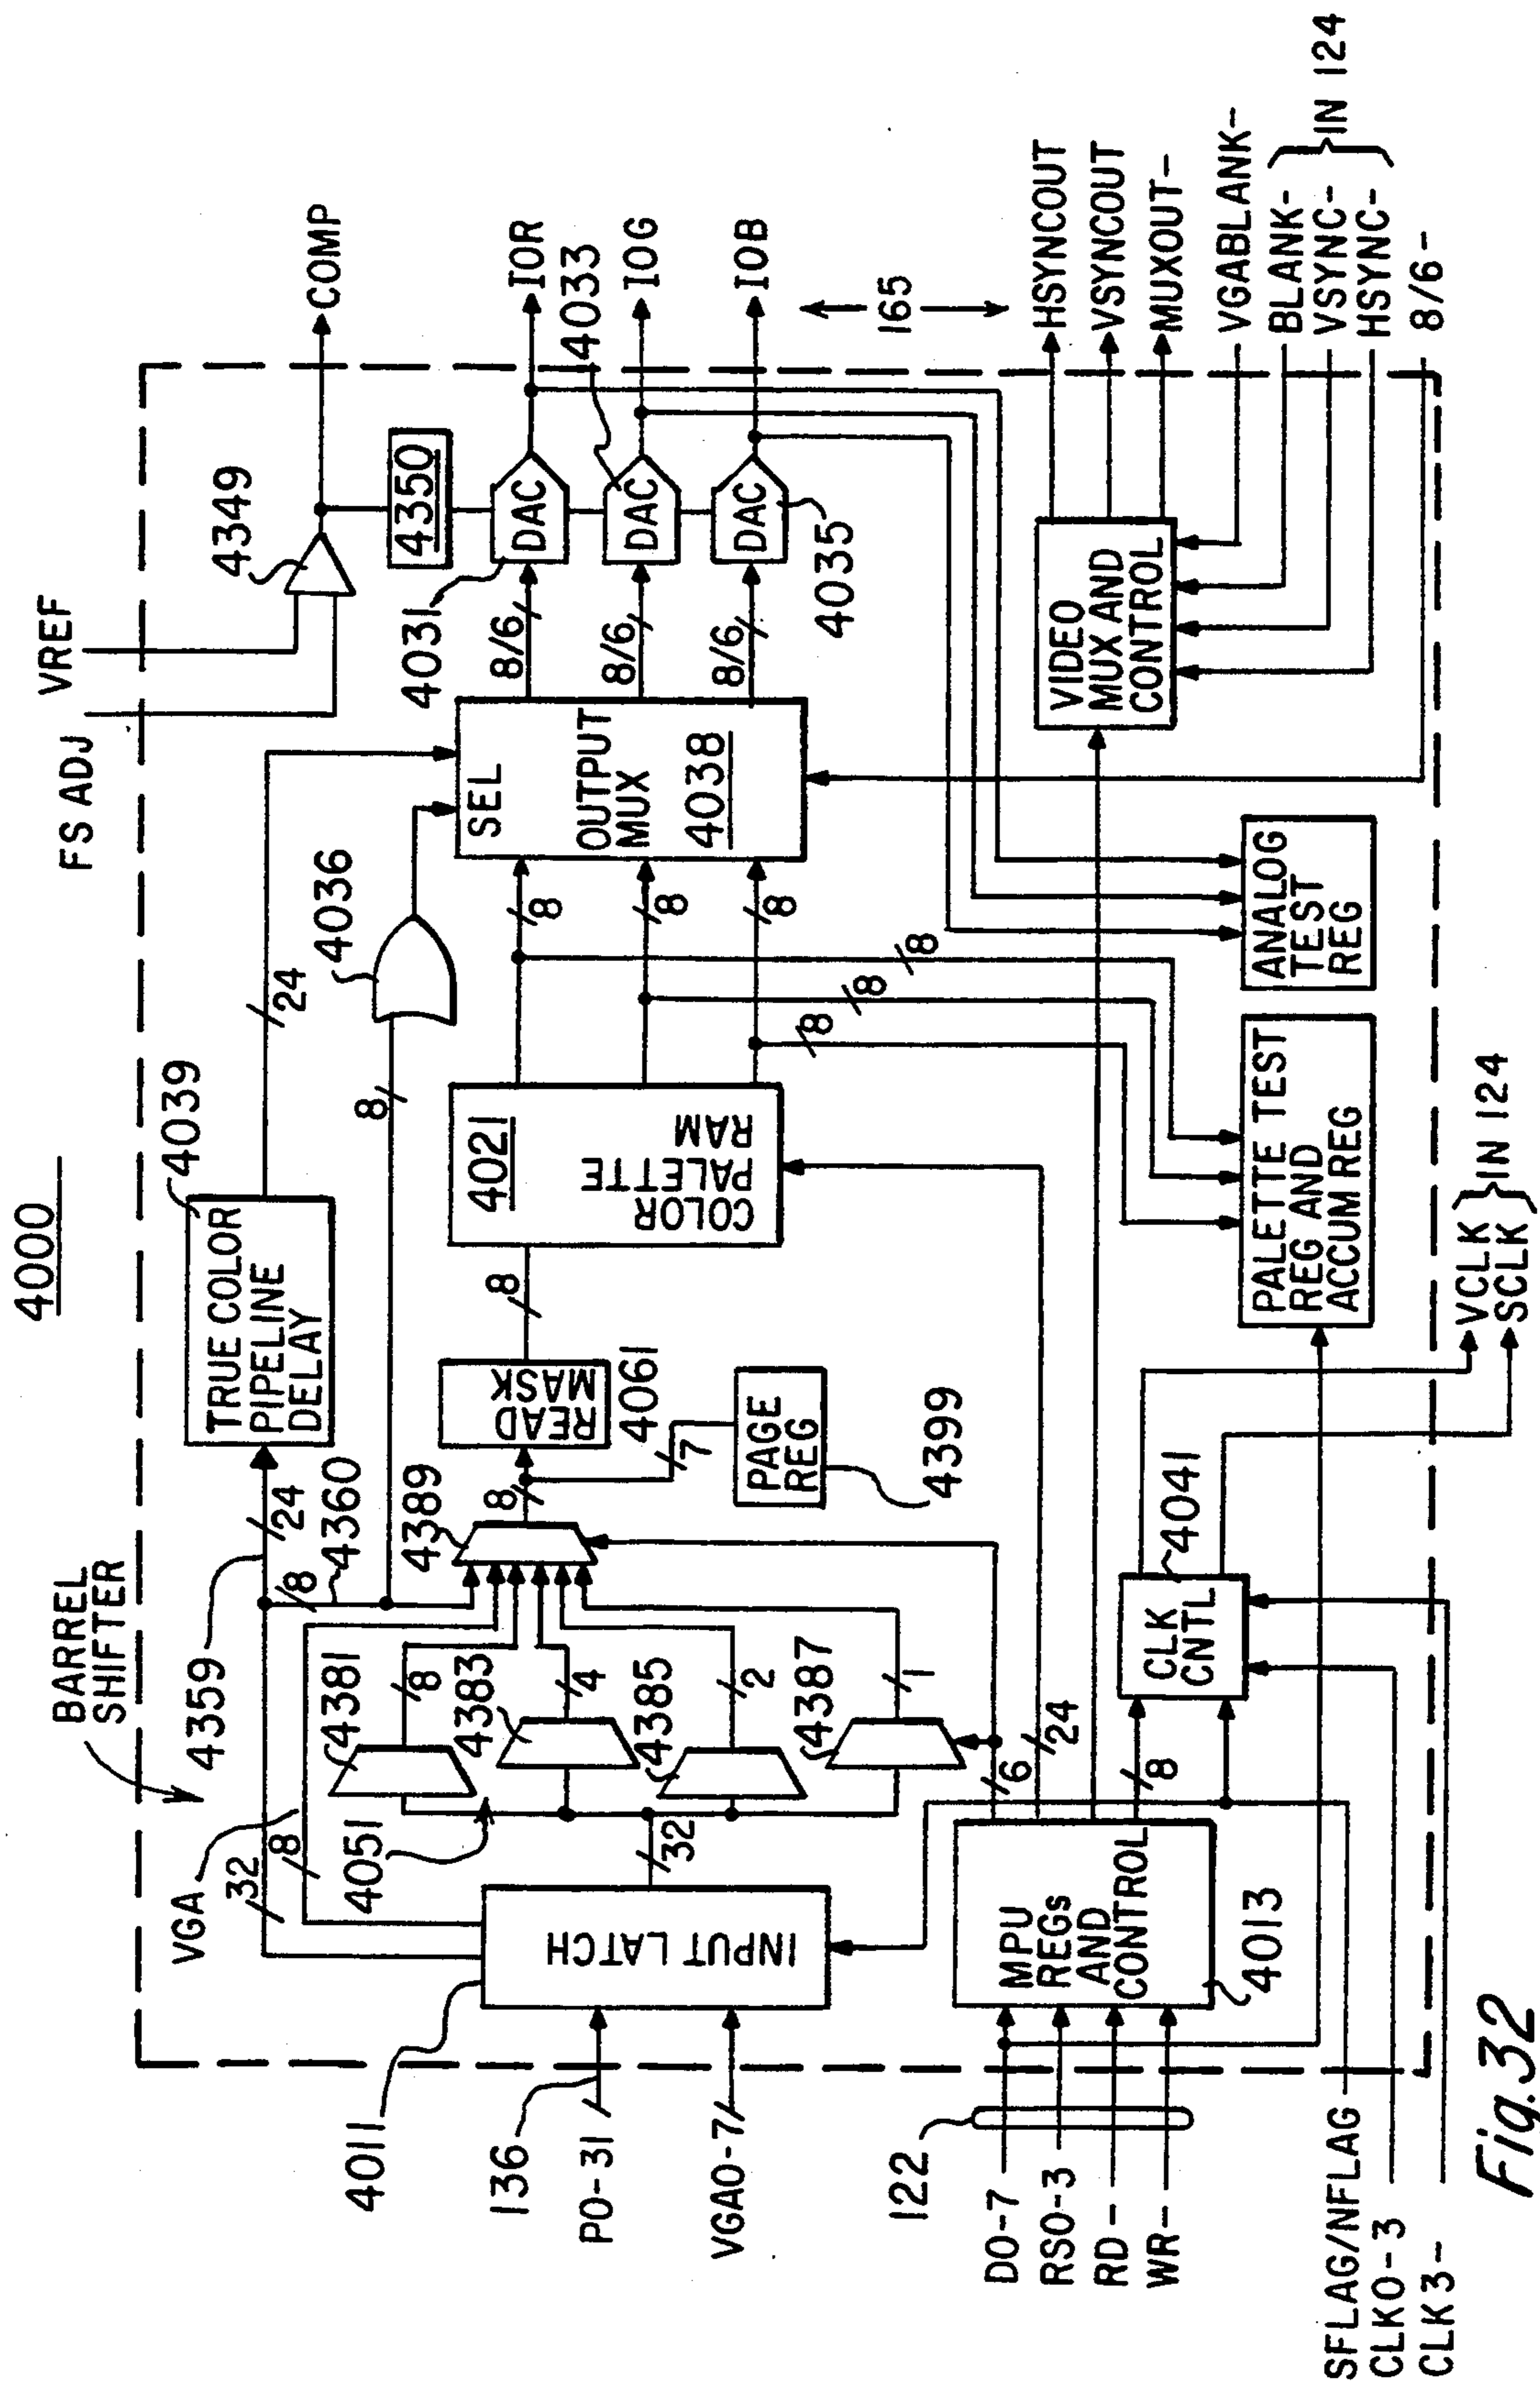 4000
BARREL
SHIFTER
4359
VGA
32
8
24
4360
8
TRUE COLOR
PIPELINE
DELAY
4039
24
8
4036
FS ADJ
VREF
4349
COMP
4350
4011
136
PO-31
VGAO-7
INPUT LATCH
32
4051
4381
8
4383
4
4385
2
4387
1
4389
8
7
READ
MASK
4061
PAGE
REG
4399
8
4021
COLOR
PALETTE
RAM
8
8
8
8
8
8
SEL
OUTPUT
MUX
4038
8/6
8/6
8/6
4031
DAC
DAC
DAC
4033
4035
IOR
IOG
IOB
165
122
DO-7
RSO-3
RD-
WR-
MPU
REGs
AND
CONTROL
4013
6
24
8
CLK
CNTL
4041
VCLK
SCLK
IN 124
PALETTE TEST
REG AND
ACCUM REG
ANALOG
TEST
REG
VIDEO
MUX AND
CONTROL
HSYNCOUT
VSYNCOUT
MUXOUT-
VGABLANK-
BLANK-
VSYNC-
HSYNC-
IN 124
8/6-
SFLAG/NFLAG
CLKO-3
CLK3-
Fig.32